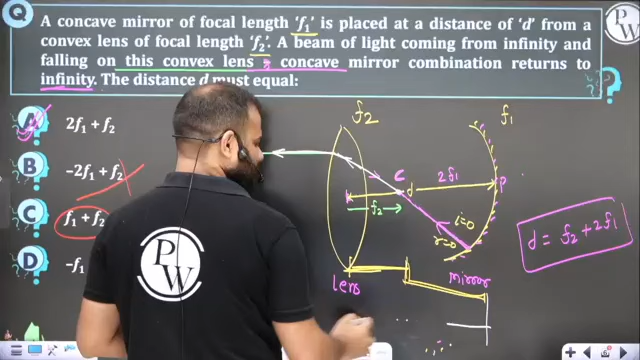 Q
A concave mirror of focal length 'f₁' is placed at a distance of 'd' from a
convex lens of focal length 'f₂'. A beam of light coming from infinity and
falling on this convex lens - concave mirror combination returns to
infinity. The distance d must equal:
A 2f₁ + f₂
B -2f₁ + f₂
C f₁ + f₂
D -f₁
f₂
f₁
C
d
2f₁
P
f₂
i=0
r=0
d = f₂ + 2f₁
Lens
mirror
PW
PW